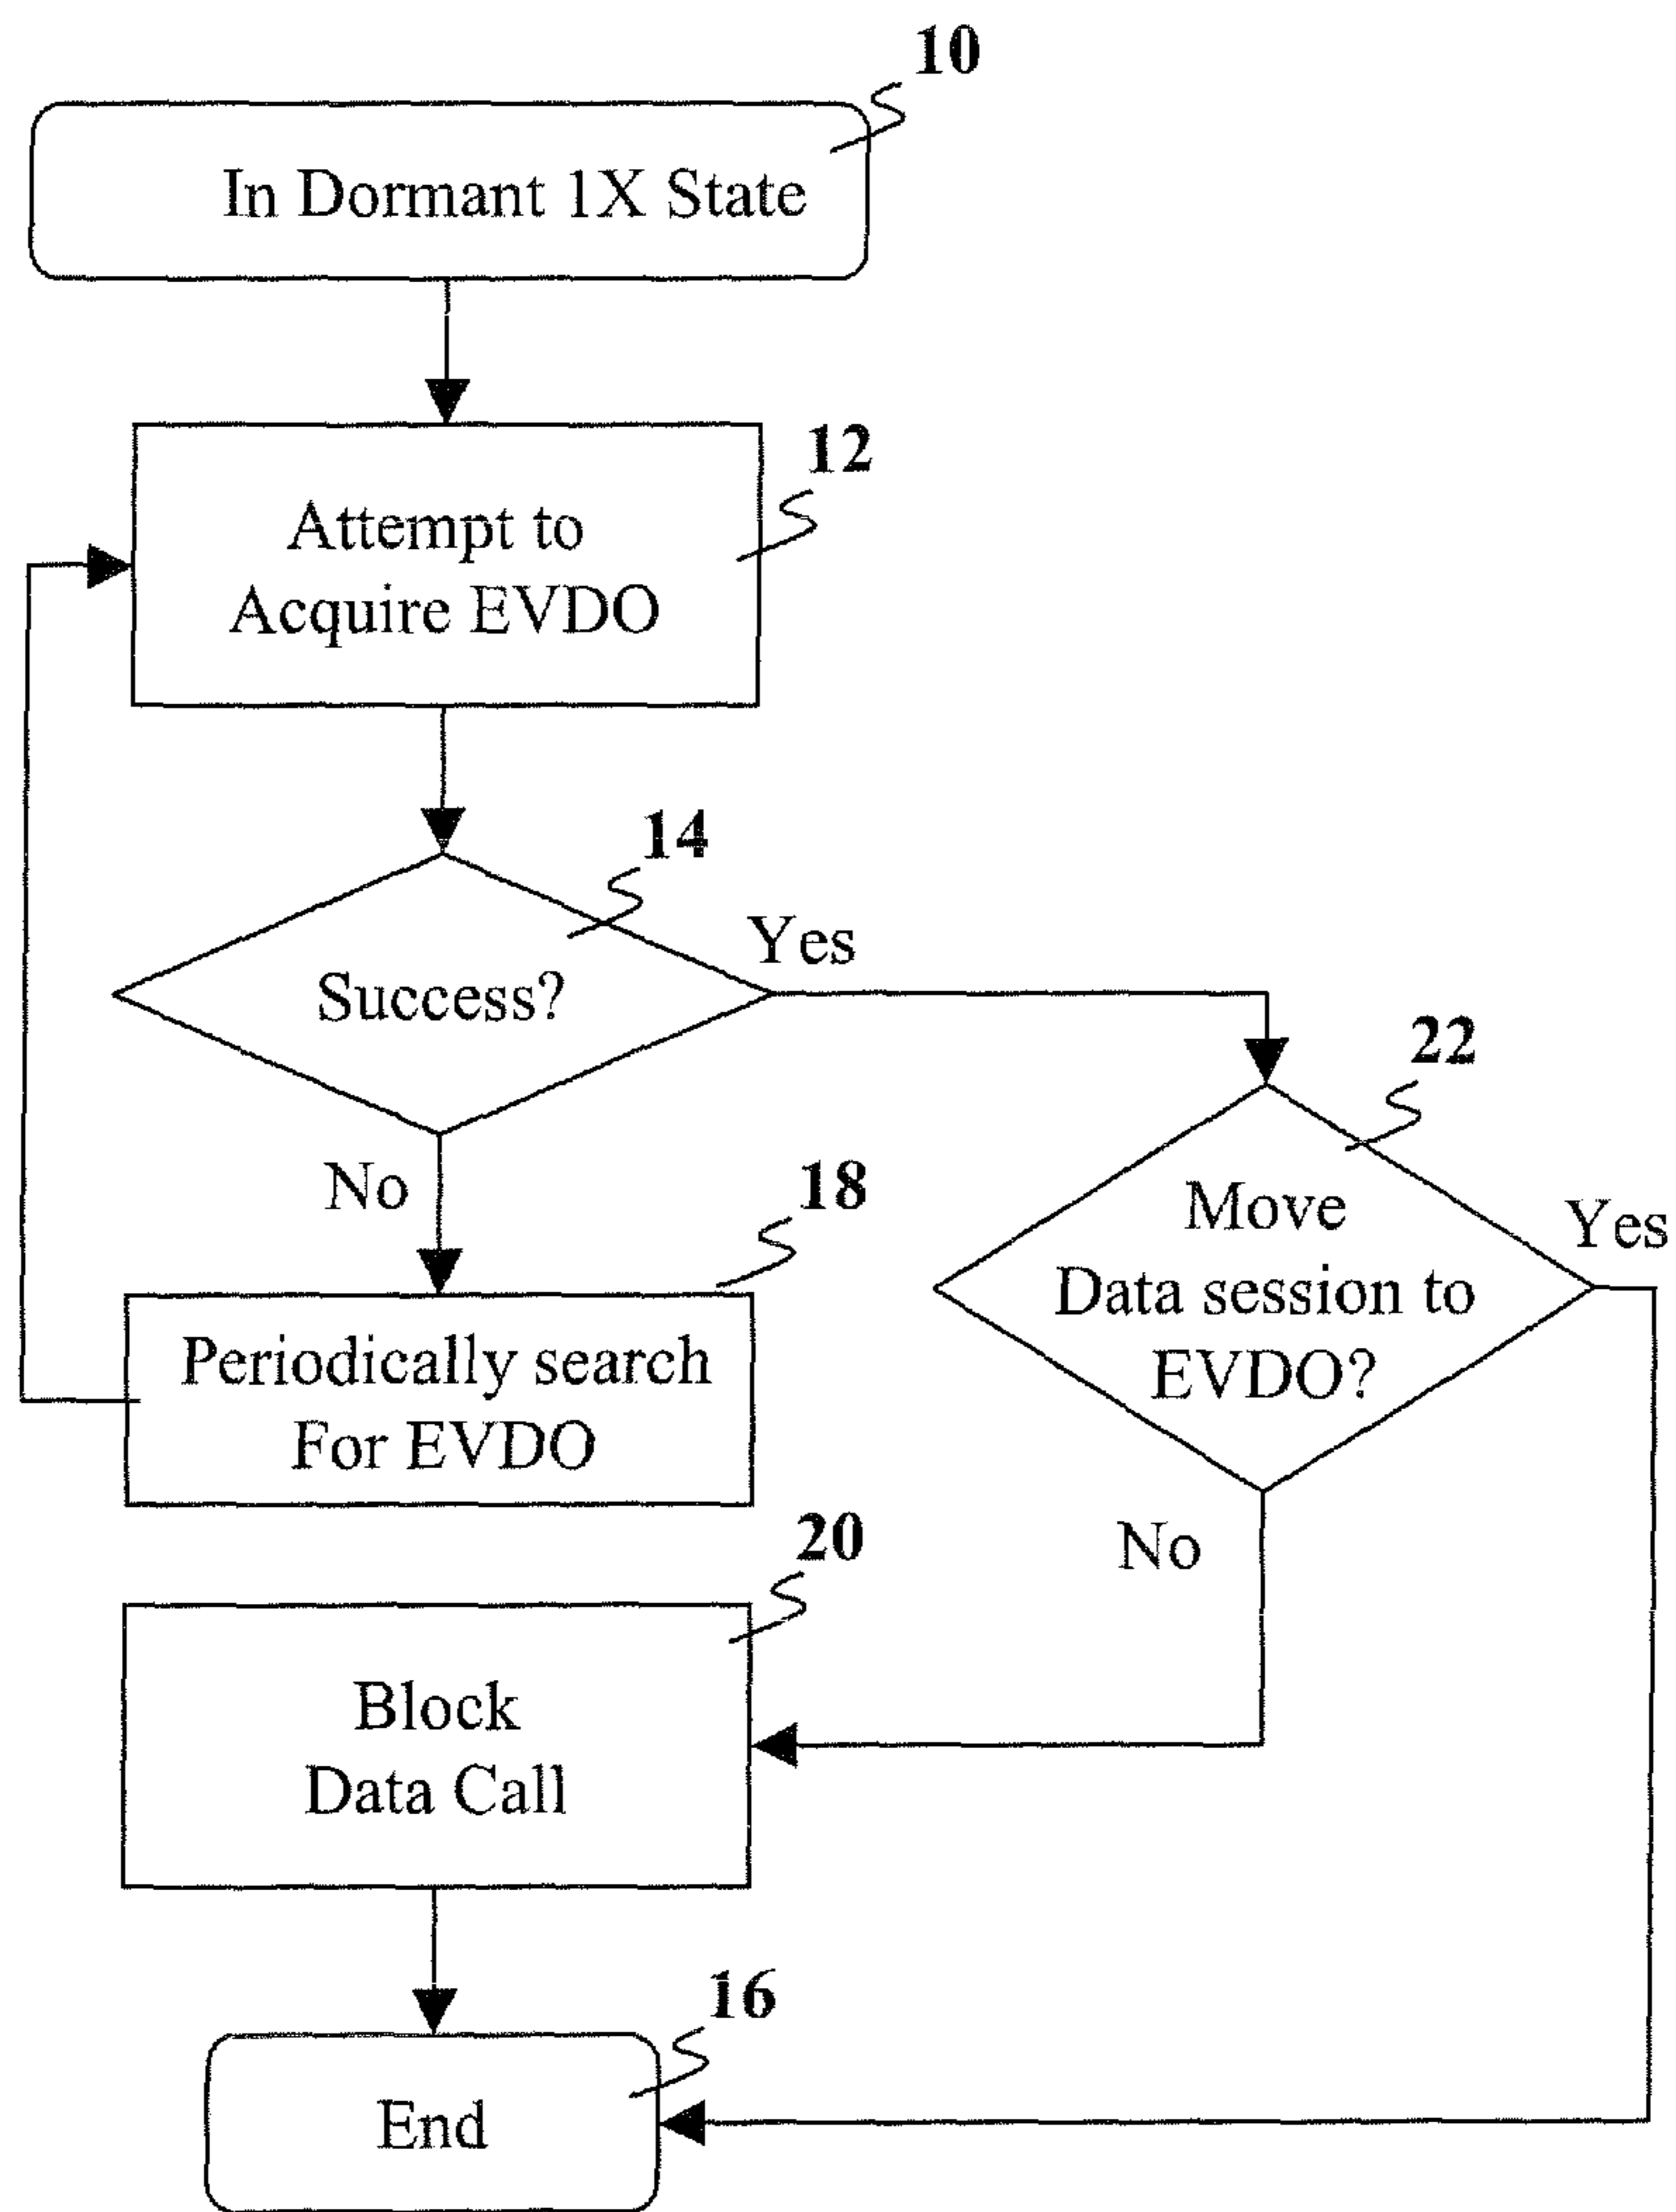 10
In Dormant 1X State
12
Attempt to
Acquire EVDO
14
Success?
Yes
22
Move
Data session to
EVDO?
Yes
No
18
Periodically search
For EVDO
No
20
Block
Data Call
16
End